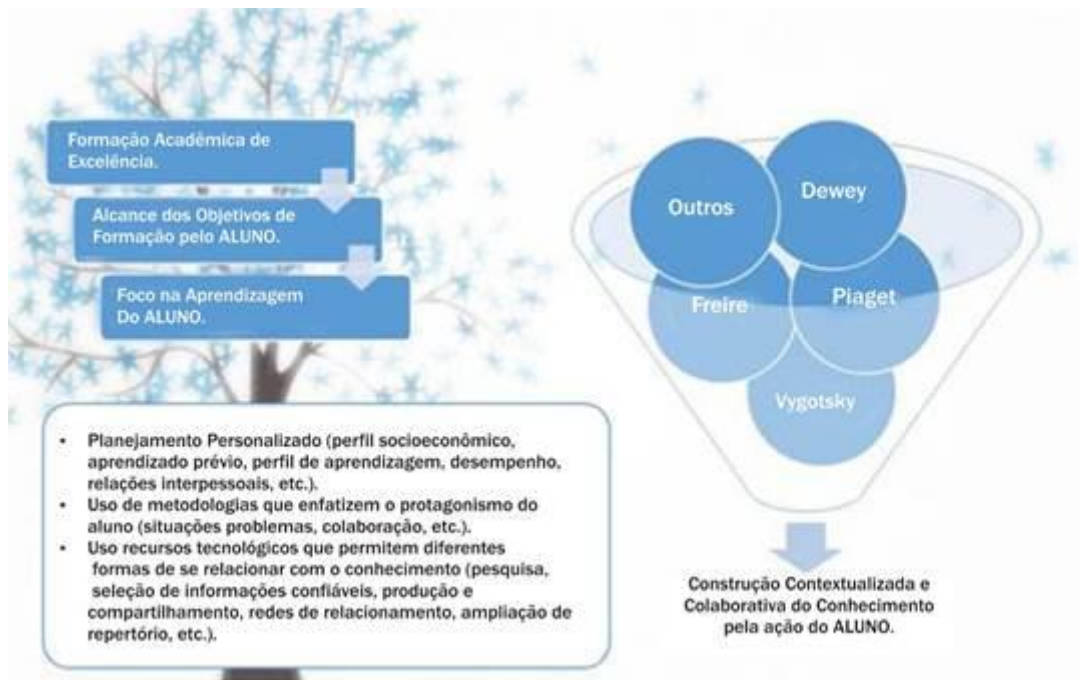 Formação Acadêmica de
Excelência.
Alcance dos Objetivos de
Formação pelo ALUNO.
Foco na Aprendizagem
Do ALUNO.
• Planejamento Personalizado (perfil socioeconômico,
aprendizado prévio, perfil de aprendizagem, desempenho,
relações interpessoais, etc.).
• Uso de metodologias que enfatizem o protagonismo do
aluno (situações problemas, colaboração, etc.).
• Uso recursos tecnológicos que permitem diferentes
formas de se relacionar com o conhecimento (pesquisa,
seleção de informações confiáveis, produção e
compartilhamento, redes de relacionamento, ampliação de
repertório, etc.).
Outros
Dewey
Freire
Piaget
Vygotsky
Construção Contextualizada e
Colaborativa do Conhecimento
pela ação do ALUNO.